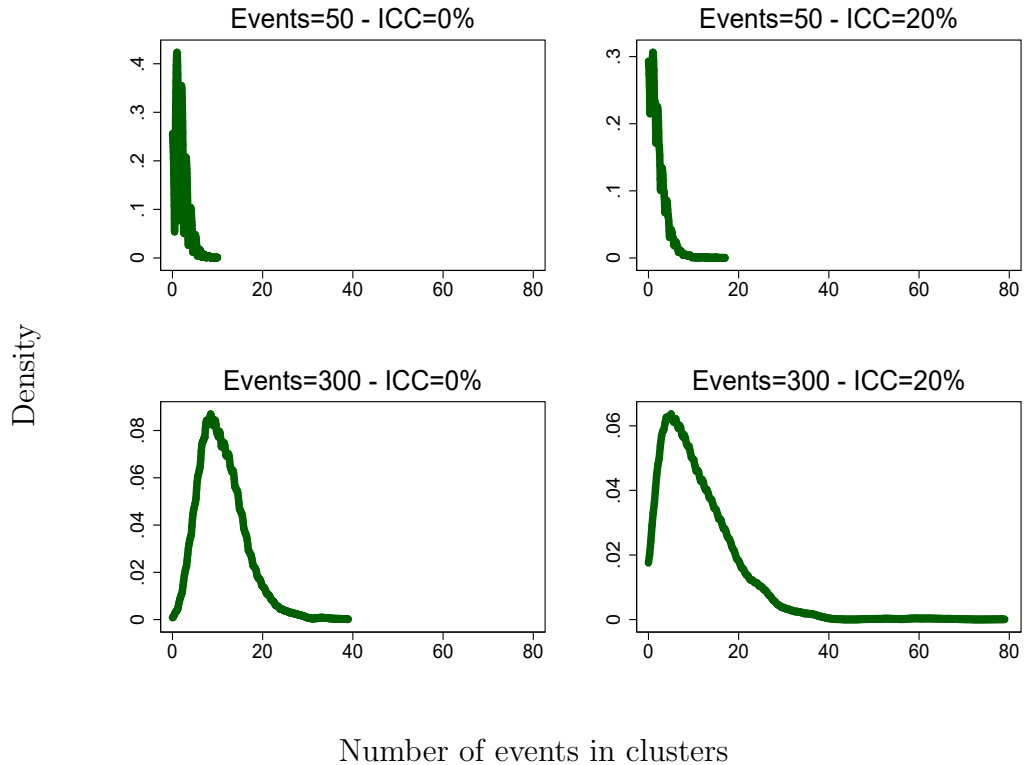 Events=50 - ICC=0%
.4
.3
.2
.1
0
0 20 40 60 80
Events=50 - ICC=20%
.3
.2
.1
0
0 20 40 60 80
Density
Events=300 - ICC=0%
.08
.06
.04
.02
0
0 20 40 60 80
Events=300 - ICC=20%
.06
.04
.02
0
0 20 40 60 80
Number of events in clusters